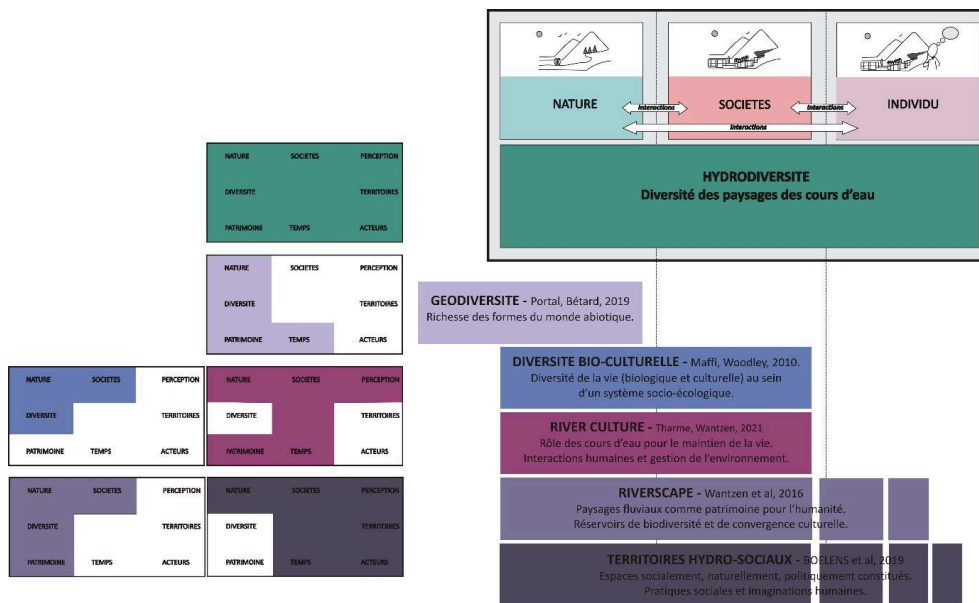 NATURE
SOCIETES
INDIVIDU
Interactions
Interactions
Interactions
HYDRODIVERSITE
Diversité des paysages des cours d'eau
NATURE SOCIETES PERCEPTION
DIVERSITE TERRITOIRES
PATRIMOINE TEMPS ACTEURS
NATURE SOCIETES PERCEPTION
DIVERSITE TERRITOIRES
PATRIMOINE TEMPS ACTEURS
GEODIVERSITE - Portal, Bétard, 2019
Richesse des formes du monde abiotique.
NATURE SOCIETES PERCEPTION
DIVERSITE TERRITOIRES
PATRIMOINE TEMPS ACTEURS
NATURE SOCIETES PERCEPTION
DIVERSITE TERRITOIRES
PATRIMOINE TEMPS ACTEURS
DIVERSITE BIO-CULTURELLE - Maffi, Woodley, 2010.
Diversité de la vie (biologique et culturelle) au sein
d'un système socio-écologique.
RIVER CULTURE - Tharme, Wantzen, 2021
Rôle des cours d'eau pour le maintien de la vie.
Interactions humaines et gestion de l'environnement.
NATURE SOCIETES PERCEPTION
DIVERSITE TERRITOIRES
PATRIMOINE TEMPS ACTEURS
NATURE SOCIETES PERCEPTION
DIVERSITE TERRITOIRES
PATRIMOINE TEMPS ACTEURS
RIVERSCAPE - Wantzen et al, 2016
Paysages fluviaux comme patrimoine pour l'humanité.
Réservoirs de biodiversité et de convergence culturelle.
TERRITOIRES HYDRO-SOCIAUX - BOELENS et al, 2019
Espaces socialement, naturellement, politiquement constitués.
Pratiques sociales et imaginations humaines.